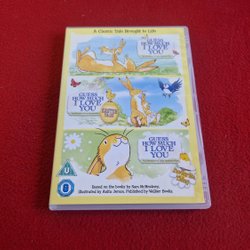 A Classic Tale Brought to Life
GUESS
HOW MUCH
I LOVE
YOU
GUESS
HOW MUCH
I LOVE
YOU
GUESS
HOW MUCH
I LOVE
YOU
U
Based on the books by Sam McBratney,
Illustrated by Anita Jeram, Published by Walker Books.